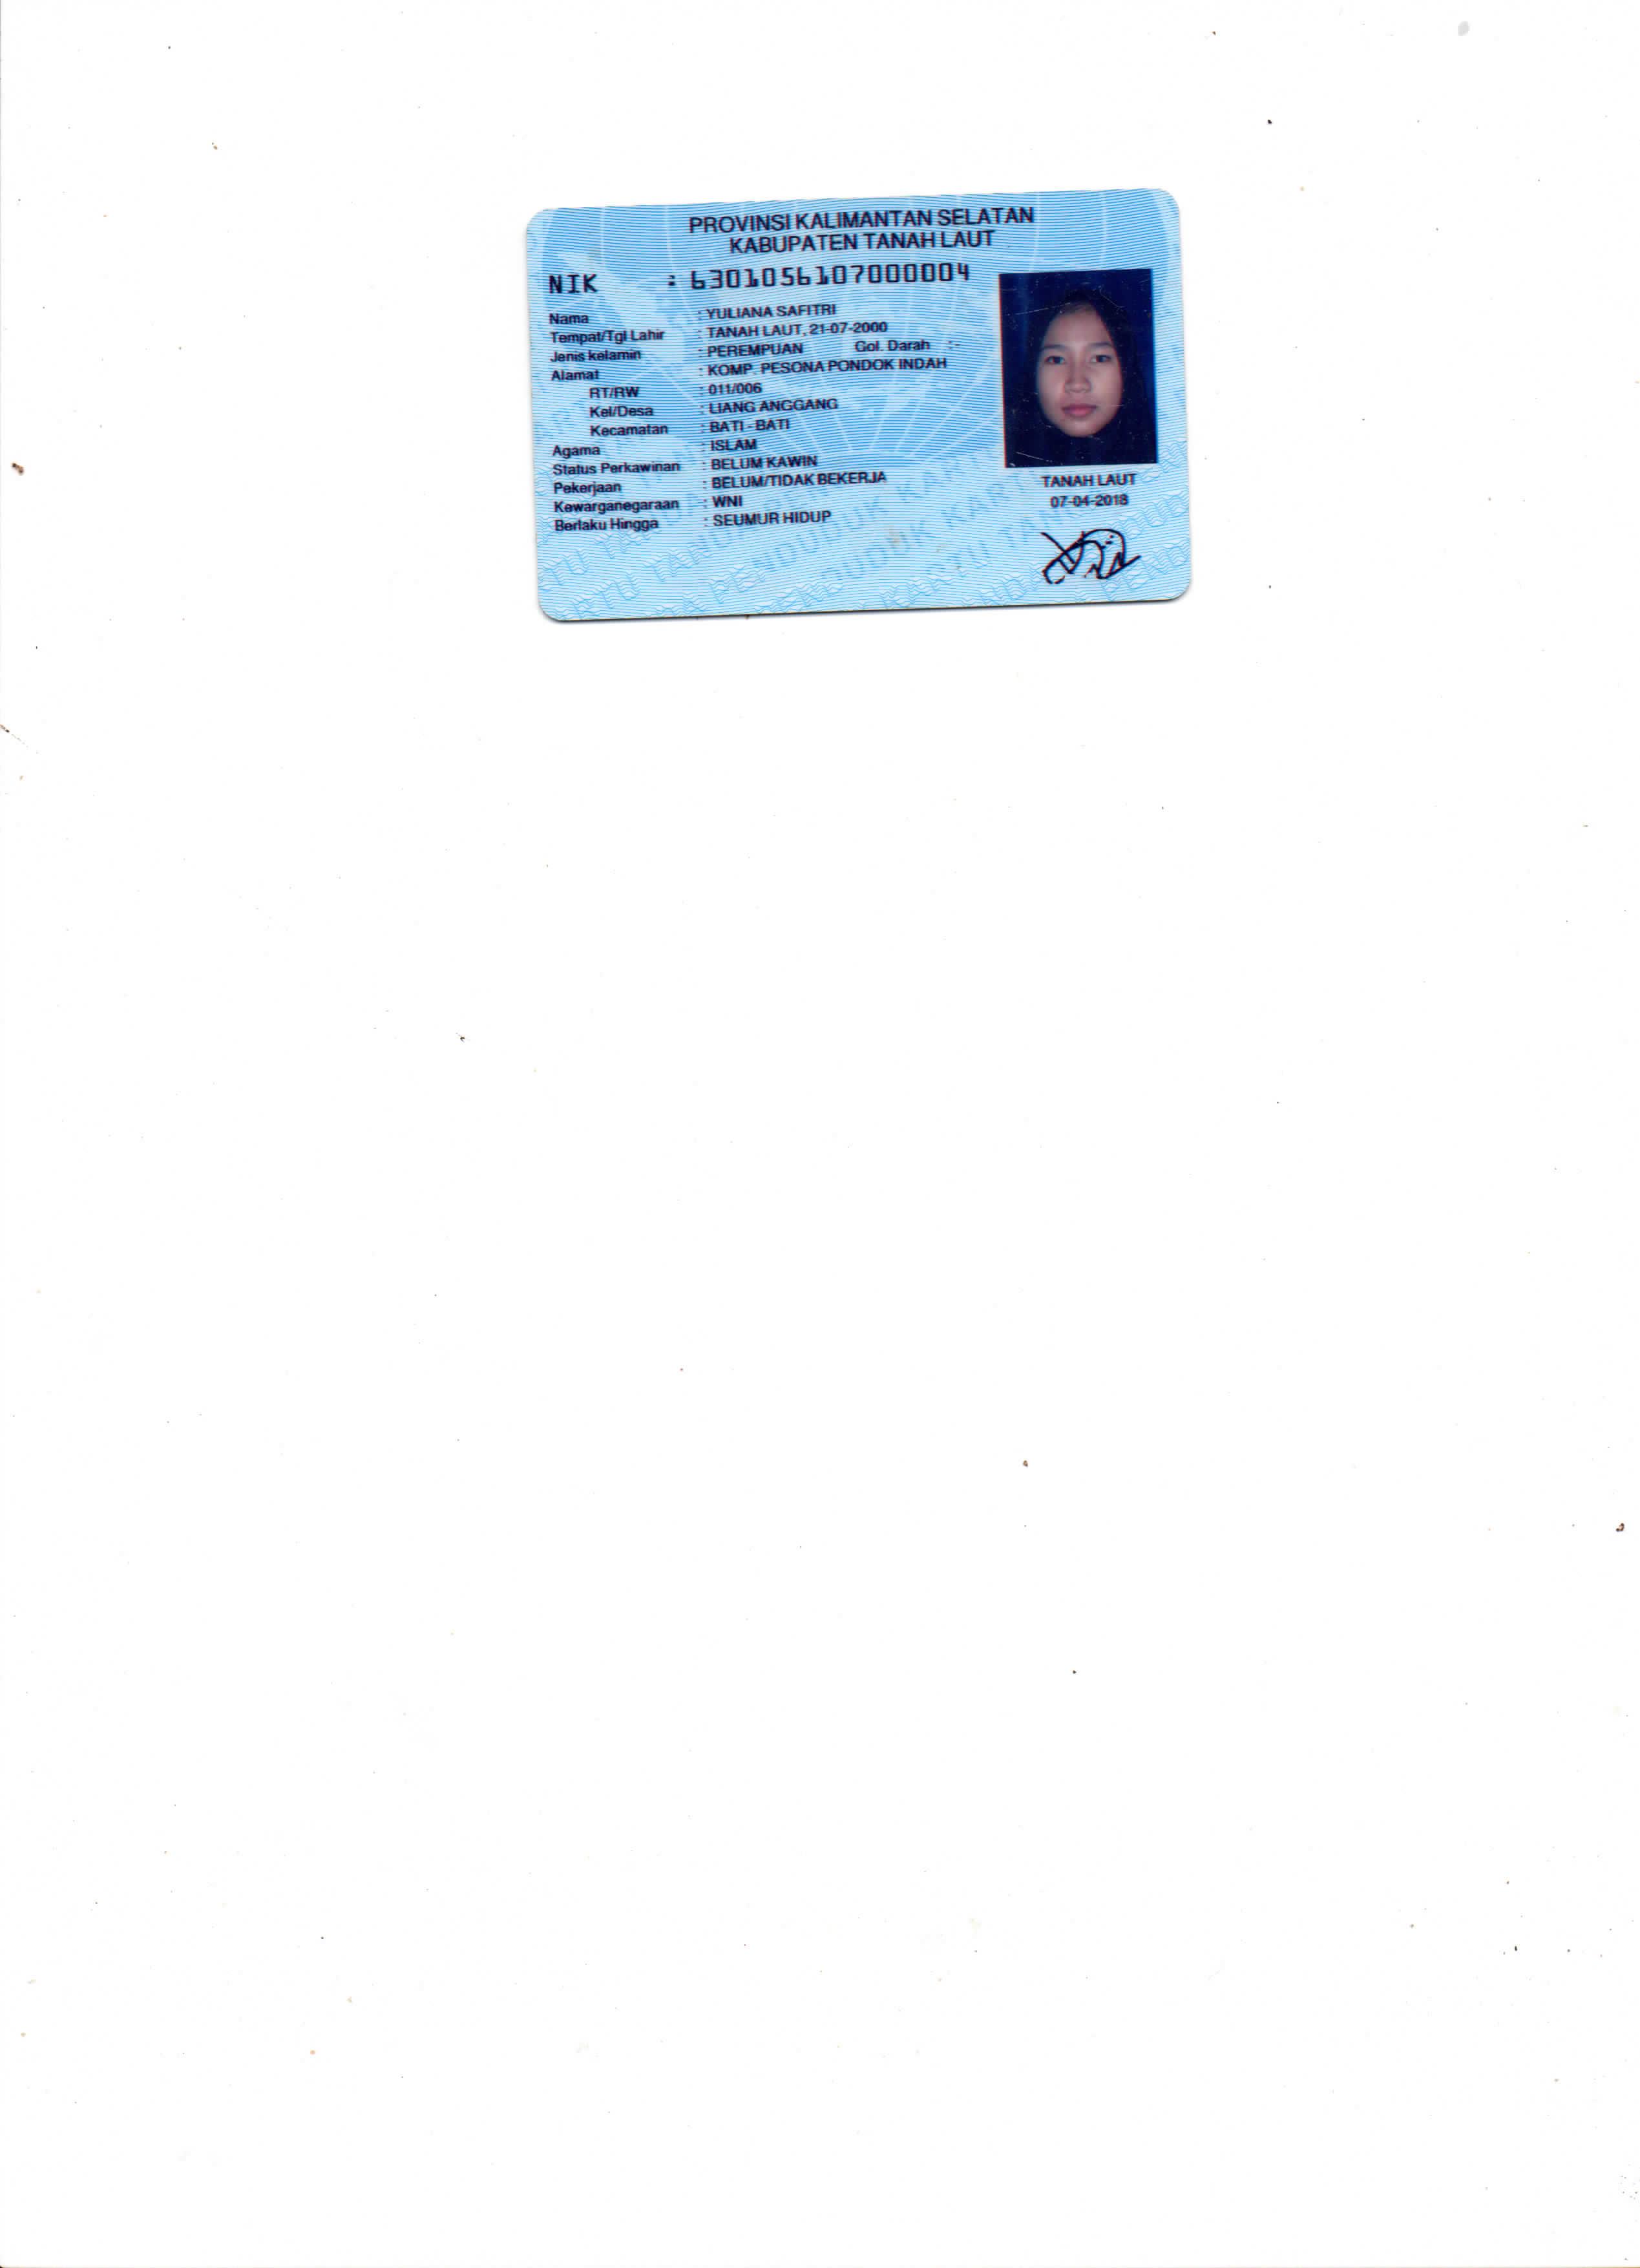 PROVINSI KALIMANTAN SELATAN
KABUPATEN TANAH LAUT
NIK : 6301056107000004
Nama : YULIANA SAFITRI
Tempat/Tgl Lahir : TANAH LAUT, 21-07-2000
Jenis kelamin : PEREMPUAN Gol. Darah :-
Alamat : KOMP. PESONA PONDOK INDAH
RT/RW : 011/006
Kel/Desa : LIANG ANGGANG
Kecamatan : BATI - BATI
Agama : ISLAM
Status Perkawinan : BELUM KAWIN
Pekerjaan : BELUM/TIDAK BEKERJA
Kewarganegaraan : WNI
Berlaku Hingga : SEUMUR HIDUP
TANAH LAUT
07-04-2018